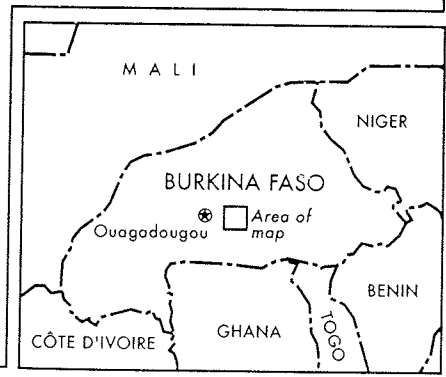 MALI
NIGER
BURKINA FASO
Ouagadougou
Area of
map
BENIN
CÔTE D'IVOIRE
GHANA
TOGO